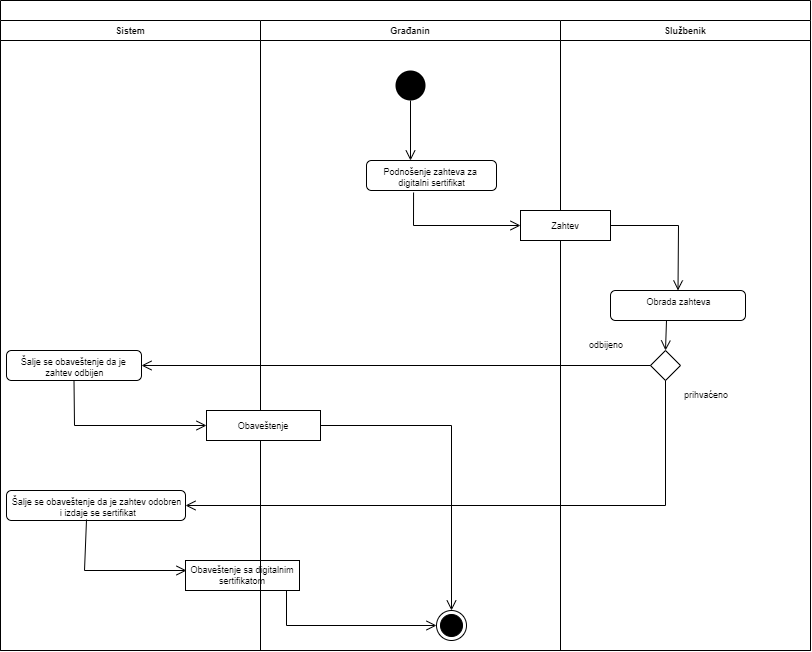 Sistem
Građanin
Službenik
Podnošenje zahteva za
digitalni sertifikat
Zahtev
Obrada zahteva
odbijeno
Šalje se obaveštenje da je
zahtev odbijen
prihvaćeno
Obaveštenje
Šalje se obaveštenje da je zahtev odobren
i izdaje se sertifikat
Obaveštenje sa digitalnim
sertifikatom